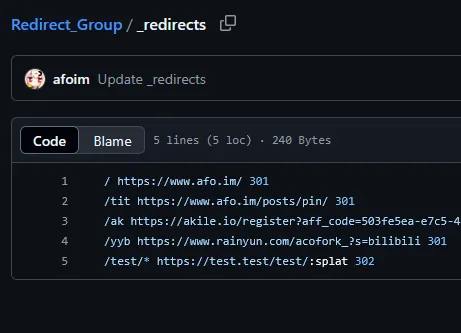 Redirect_Group / _redirects
afoim Update _redirects
Code Blame 5 lines (5 loc) · 240 Bytes
1 / https://www.afo.im/ 301
2 /tit https://www.afo.im/posts/pin/ 301
3 /ak https://akile.io/register?aff_code=503fe5ea-e7c5-4
4 /yyb https://www.rainyun.com/acofork_?s=bilibili 301
5 /test/* https://test.test/test/:splat 302